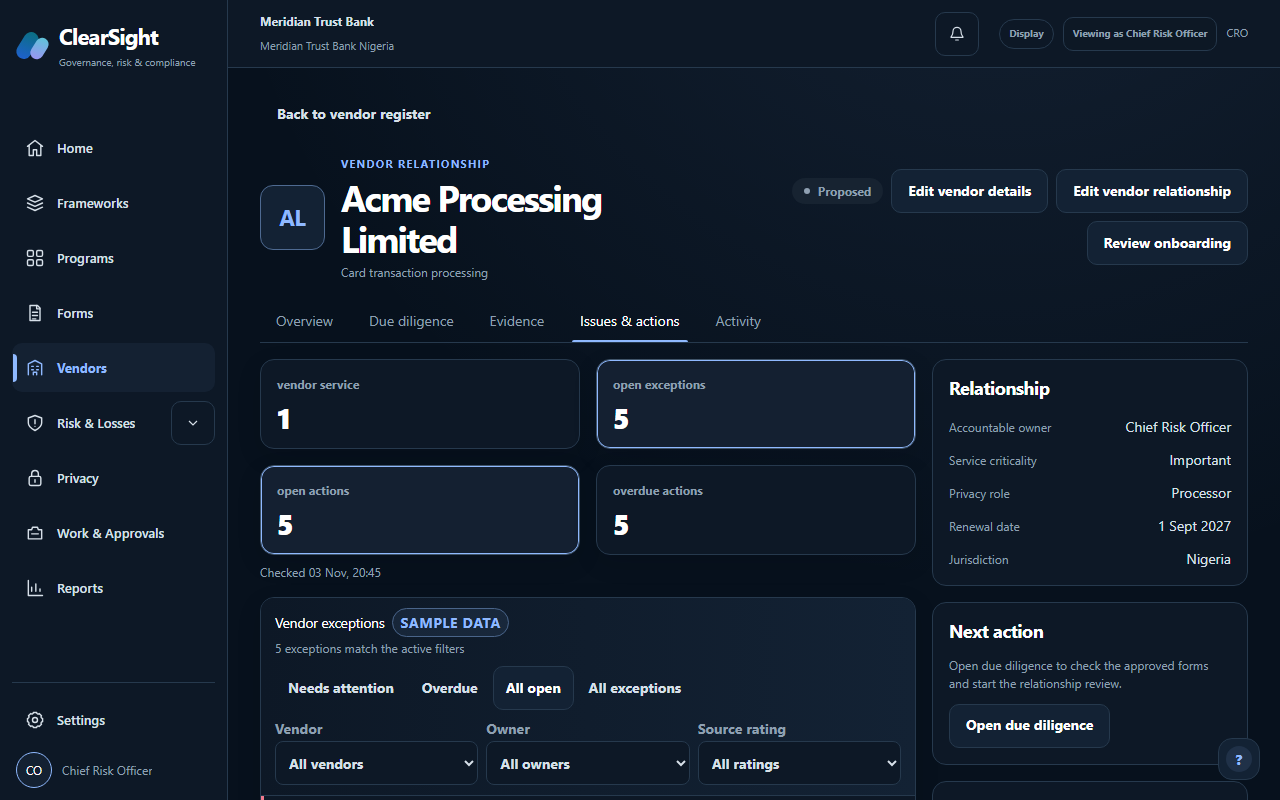 ClearSight
Governance, risk & compliance
Home
Frameworks
Programs
Forms
Vendors
Risk & Losses
Privacy
Work & Approvals
Reports
Settings
CO
Chief Risk Officer
Meridian Trust Bank
Meridian Trust Bank Nigeria
Display
Viewing as Chief Risk Officer
CRO
Back to vendor register
AL
VENDOR RELATIONSHIP
Acme Processing
Limited
Card transaction processing
Proposed
Edit vendor details
Edit vendor relationship
Review onboarding
Overview
Due diligence
Evidence
Issues & actions
Activity
vendor service
1
open exceptions
5
open actions
5
overdue actions
5
Checked 03 Nov, 20:45
Vendor exceptions
SAMPLE DATA
5 exceptions match the active filters
Needs attention
Overdue
All open
All exceptions
Vendor
Owner
Source rating
All vendors
All owners
All ratings
Relationship
Accountable owner
Chief Risk Officer
Service criticality
Important
Privacy role
Processor
Renewal date
1 Sept 2027
Jurisdiction
Nigeria
Next action
Open due diligence to check the approved forms
and start the relationship review.
Open due diligence
?